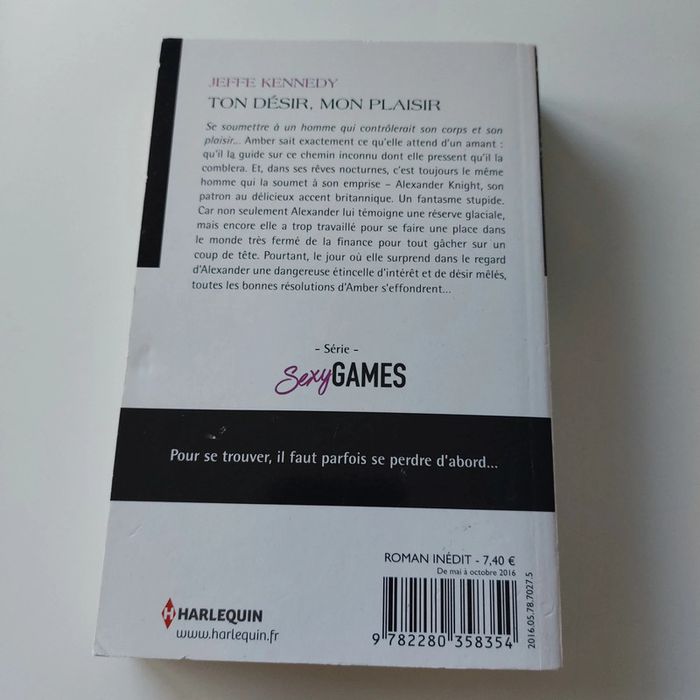 JEFFE KENNEDY
TON DÉSIR, MON PLAISIR
Se soumettre à un homme qui contrôlerait son corps et son
plaisir... Amber sait exactement ce qu'elle attend d'un amant :
qu'il la guide sur ce chemin inconnu dont elle pressent qu'il la
comblera. Et, dans ses rêves nocturnes, c'est toujours le même
homme qui la soumet à son emprise – Alexander Knight, son
patron au délicieux accent britannique. Un fantasme stupide.
Car non seulement Alexander lui témoigne une réserve glaciale,
mais encore elle a trop travaillé pour se faire une place dans
le monde très fermé de la finance pour tout gâcher sur un
coup de tête. Pourtant, le jour où elle surprend dans le regard
d'Alexander une dangereuse étincelle d'intérêt et de désir mêlés,
toutes les bonnes résolutions d'Amber s'effondrent...
- Série -
Sexy GAMES
Pour se trouver, il faut parfois se perdre d'abord...
ROMAN INÉDIT - 7,40 €
De mai à octobre 2016
2016.05.78.7027.5
H HARLEQUIN
www.harlequin.fr
9 782280 358354